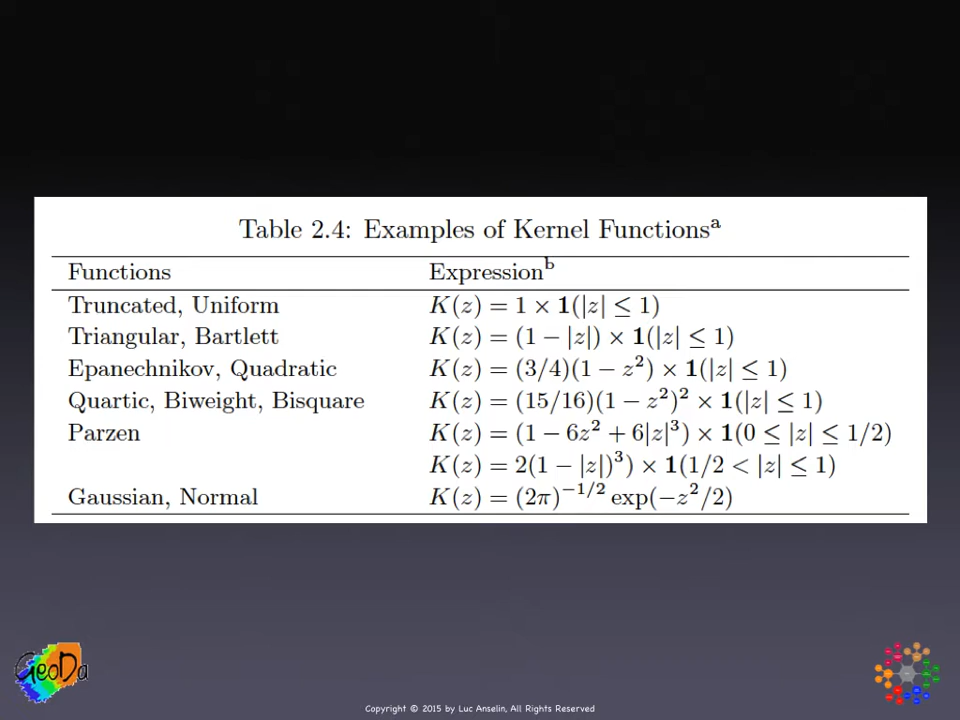 Table 2.4: Examples of Kernel Functionsᵃ
Functions Expressionᵇ
Truncated, Uniform K(z) = 1 × 1(|z| ≤ 1)
Triangular, Bartlett K(z) = (1 − |z|) × 1(|z| ≤ 1)
Epanechnikov, Quadratic K(z) = (3/4)(1 − z²) × 1(|z| ≤ 1)
Quartic, Biweight, Bisquare K(z) = (15/16)(1 − z²)² × 1(|z| ≤ 1)
Parzen K(z) = (1 − 6z² + 6|z|³) × 1(0 ≤ |z| ≤ 1/2)
K(z) = 2(1 − |z|)³) × 1(1/2 < |z| ≤ 1)
Gaussian, Normal K(z) = (2π)^−1/2 exp(−z²/2)
GeoDa
Copyright © 2015 by Luc Anselin, All Rights Reserved